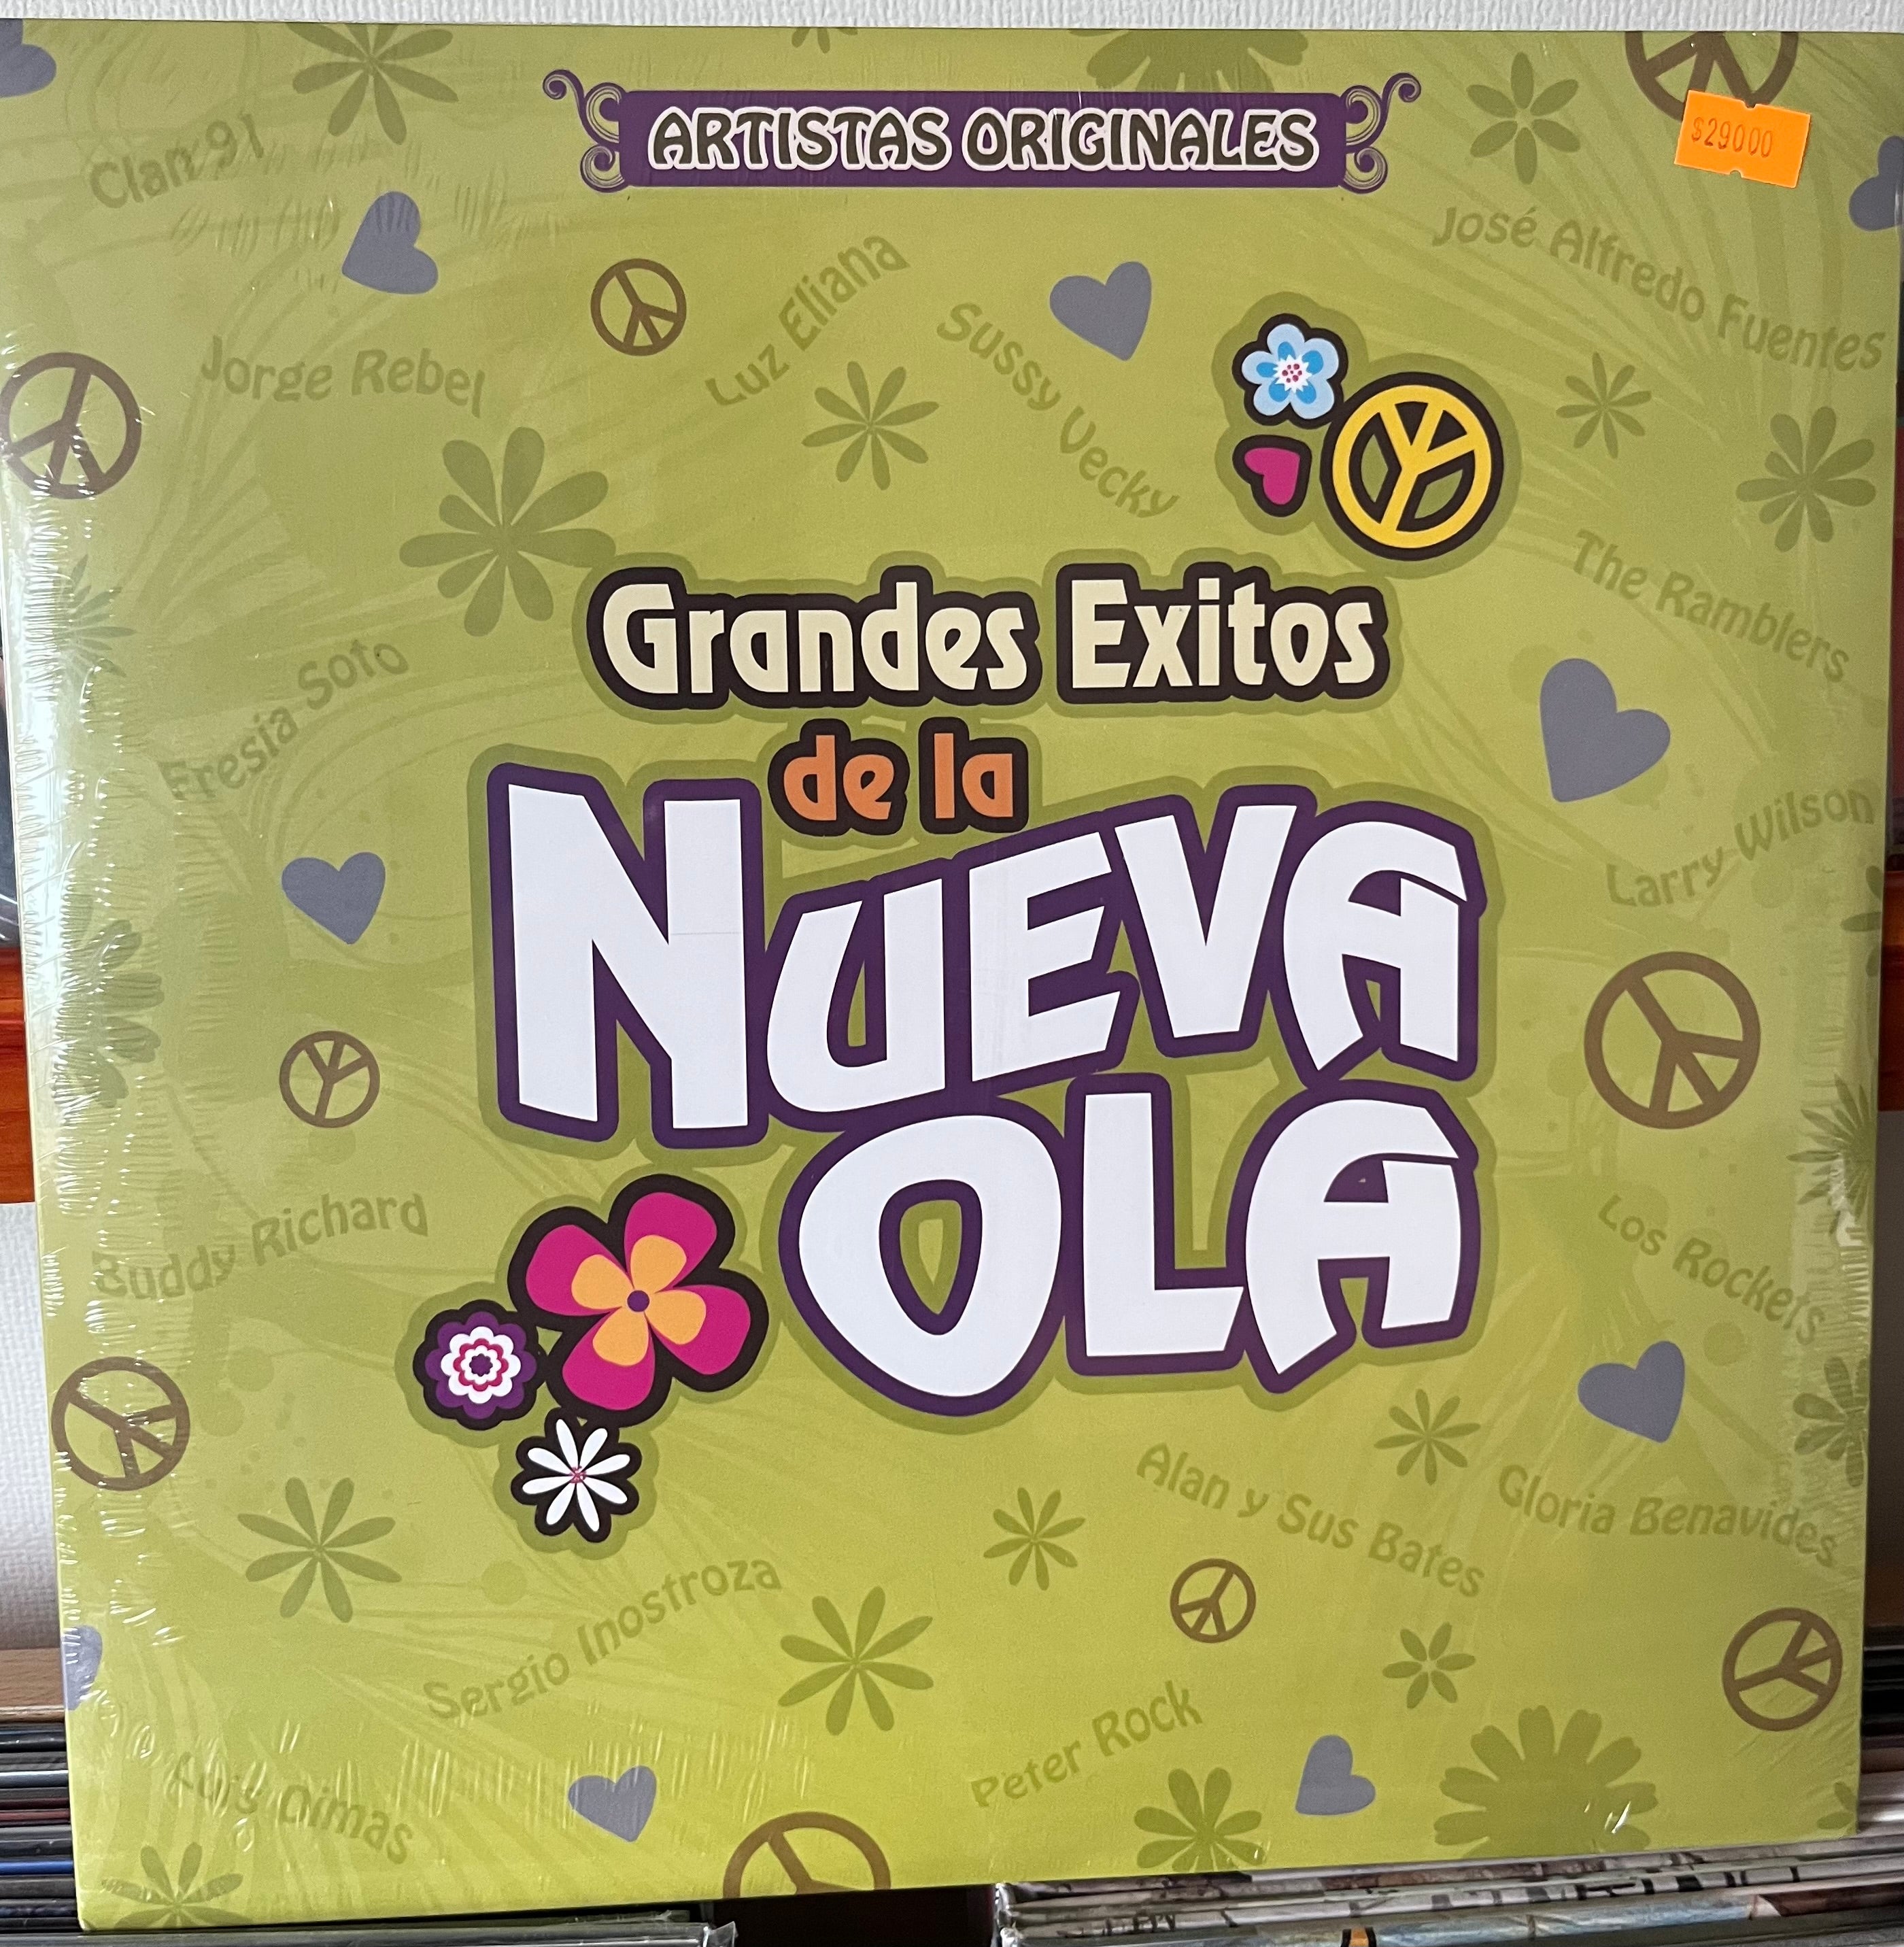 ARTISTAS ORIGINALES
$29000
Clan 91
José Alfredo Fuentes
Luz Eliana
Jorge Rebel
Sussy Vecky
The Ramblers
Grandes Exitos
Fresia Soto
de la
Larry Wilson
NUEVA
OLA
Buddy Richard
Los Rockets
Alan y Sus Bates
Gloria Benavides
Sergio Inostroza
Peter Rock
Luis Dimas